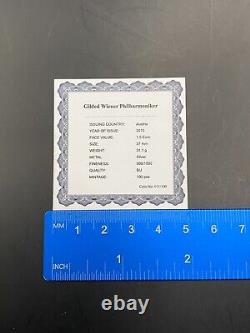 Gilded Wiener Philharmoniker
ISSUING COUNTRY: Austria
YEAR OF ISSUE: 2015
FACE VALUE: 1.5 Euro
SIZE: 37 mm
WEIGHT: 31.1 g
METAL: Silver
FINENESS:
QUALITY: BU
MINTAGE: 100 pcs
MM 1 2 3 4 5 6 7
INCH 1 2